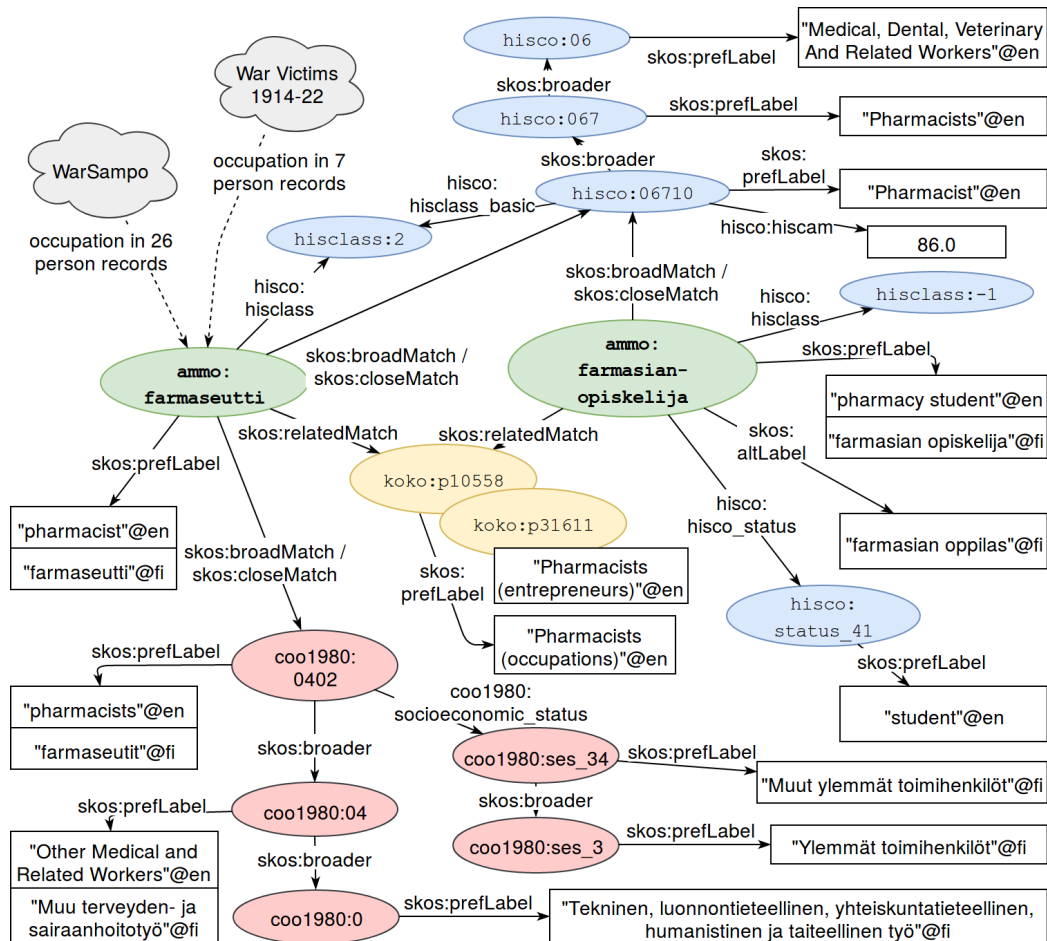 hisco:06
skos:prefLabel
"Medical, Dental, Veterinary
And Related Workers"@en
War Victims
1914-22
skos:broader
hisco:067
skos:prefLabel
"Pharmacists"@en
WarSampo
occupation in 7
person records
skos:broader
hisco:06710
skos:
prefLabel
"Pharmacist"@en
hisco:
hisclass_basic
hisco:hiscam
86.0
hisclass:2
occupation in 26
person records
hisco:
hisclass
skos:broadMatch /
skos:closeMatch
hisco:
hisclass
hisclass:-1
ammo:
farmaseutti
skos:broadMatch /
skos:closeMatch
ammo:
farmasian-
opiskelija
skos:prefLabel
"pharmacy student"@en
"farmasian opiskelija"@fi
skos:relatedMatch
skos:relatedMatch
skos:
altLabel
skos:prefLabel
koko:p10558
koko:p31611
hisco:
hisco_status
"farmasian oppilas"@fi
"pharmacist"@en
"farmaseutti"@fi
skos:broadMatch /
skos:closeMatch
skos:
prefLabel
"Pharmacists
(entrepreneurs)"@en
hisco:
status_41
"Pharmacists
(occupations)"@en
skos:prefLabel
coo1980:
0402
skos:prefLabel
"student"@en
"pharmacists"@en
"farmaseutit"@fi
coo1980:
socioeconomic_status
skos:broader
coo1980:ses_34
skos:prefLabel
"Muut ylemmät toimihenkilöt"@fi
skos:prefLabel
coo1980:04
skos:broader
coo1980:ses_3
skos:prefLabel
"Ylemmät toimihenkilöt"@fi
"Other Medical and
Related Workers"@en
"Muu terveyden- ja
sairaanhoitotyö"@fi
skos:broader
coo1980:0
skos:prefLabel
"Tekninen, luonnontieteellinen, yhteiskuntatieteellinen,
humanistinen ja taiteellinen työ"@fi